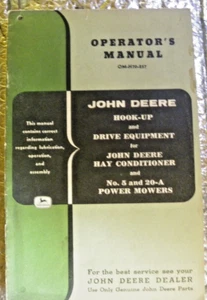 OPERATOR'S
MANUAL
JOHN DEERE
HOOK-UP
and
DRIVE EQUIPMENT
for
JOHN DEERE
HAY CONDITIONER
and
No. 5 and 20-A
POWER MOWERS
This manual
contains correct
information
regarding lubrication,
operation,
and
assembly
For the best service see your
JOHN DEERE DEALER
Use Only Genuine John Deere Parts